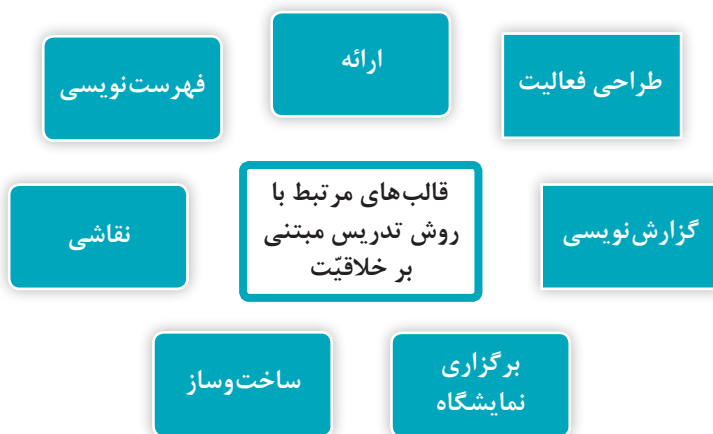 ارائه
طراحی فعالیت
فهرست‌نویسی
قالب‌های مرتبط با
روش تدریس مبتنی
بر خلاقیّت
گزارش‌نویسی
نقاشی
برگزاری
نمایشگاه
ساخت‌وساز